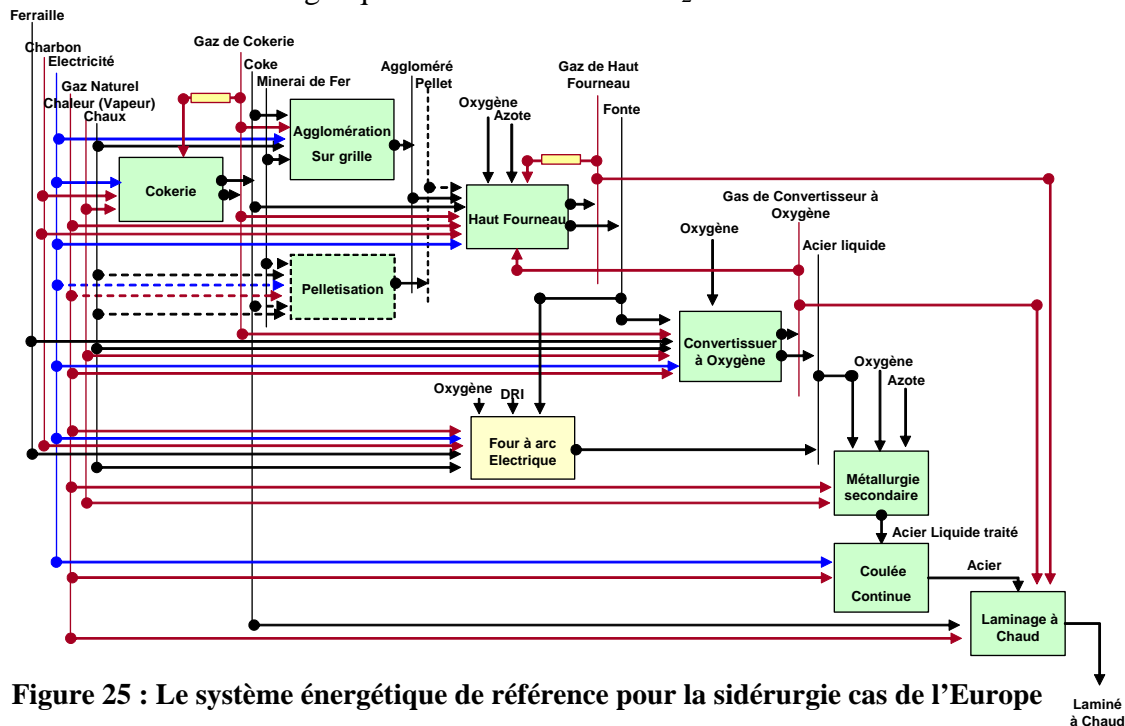 Ferraille
Charbon
Electricité
Gaz Naturel
Chaleur (Vapeur)
Chaux
Gaz de Cokerie
Coke
Minerai de Fer
Aggloméré
Pellet
Oxygène
Azote
Gaz de Haut
Fourneau
Fonte
Agglomération
Sur grille
Cokerie
Haut Fourneau
Gas de Convertisseur à
Oxygène
Oxygène
Acier liquide
Pelletisation
Convertissuer
à Oxygène
Oxygène
Azote
Oxygène
DRI
Four à arc
Electrique
Métallurgie
secondaire
Acier Liquide traité
Coulée
Continue
Acier
Laminage à
Chaud
Laminé
à Chaud
Figure 25 : Le système énergétique de référence pour la sidérurgie cas de l'Europe